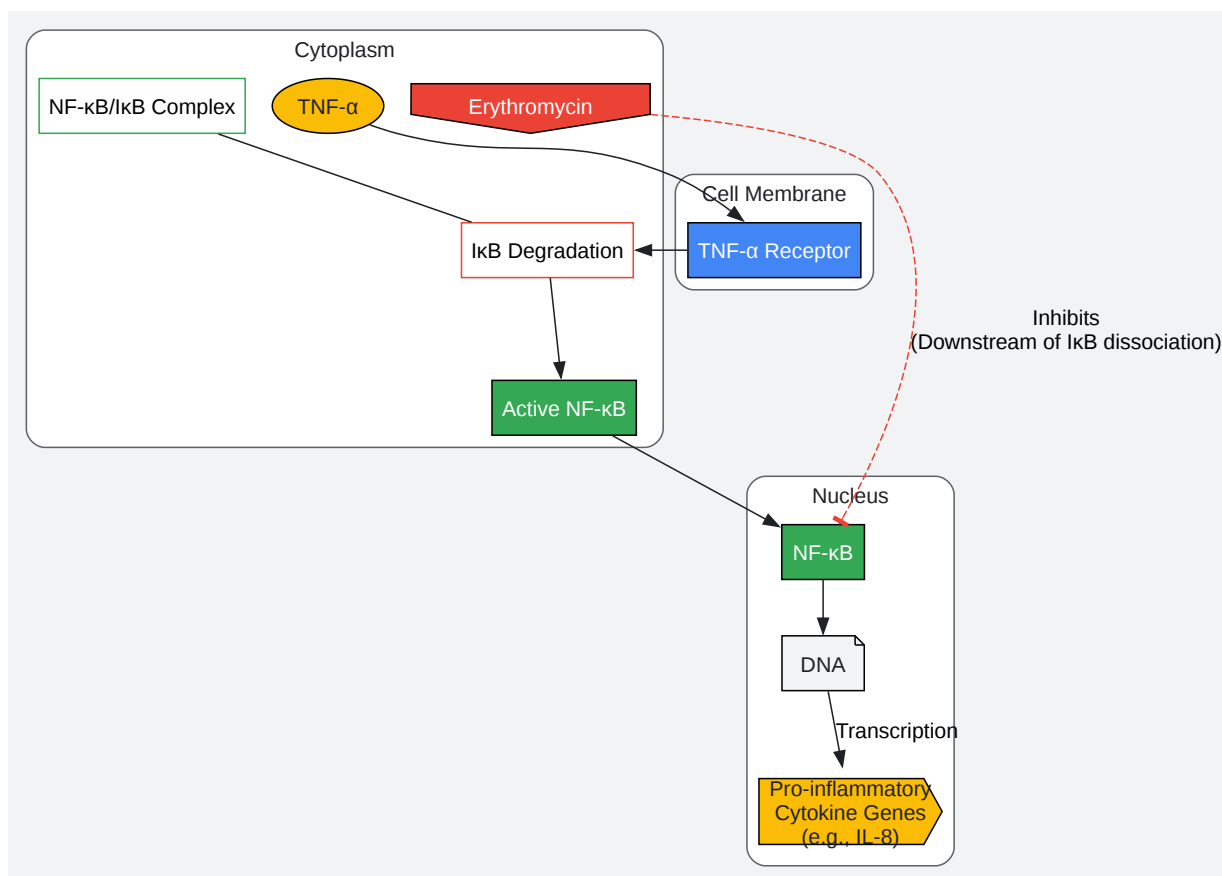 Cytoplasm
NF-κB/IκB Complex
TNF-α
Erythromycin
Cell Membrane
IκB Degradation
TNF-α Receptor
Inhibits
(Downstream of IκB dissociation)
Active NF-κB
Nucleus
NF-κB
DNA
Transcription
Pro-inflammatory
Cytokine Genes
(e.g., IL-8)